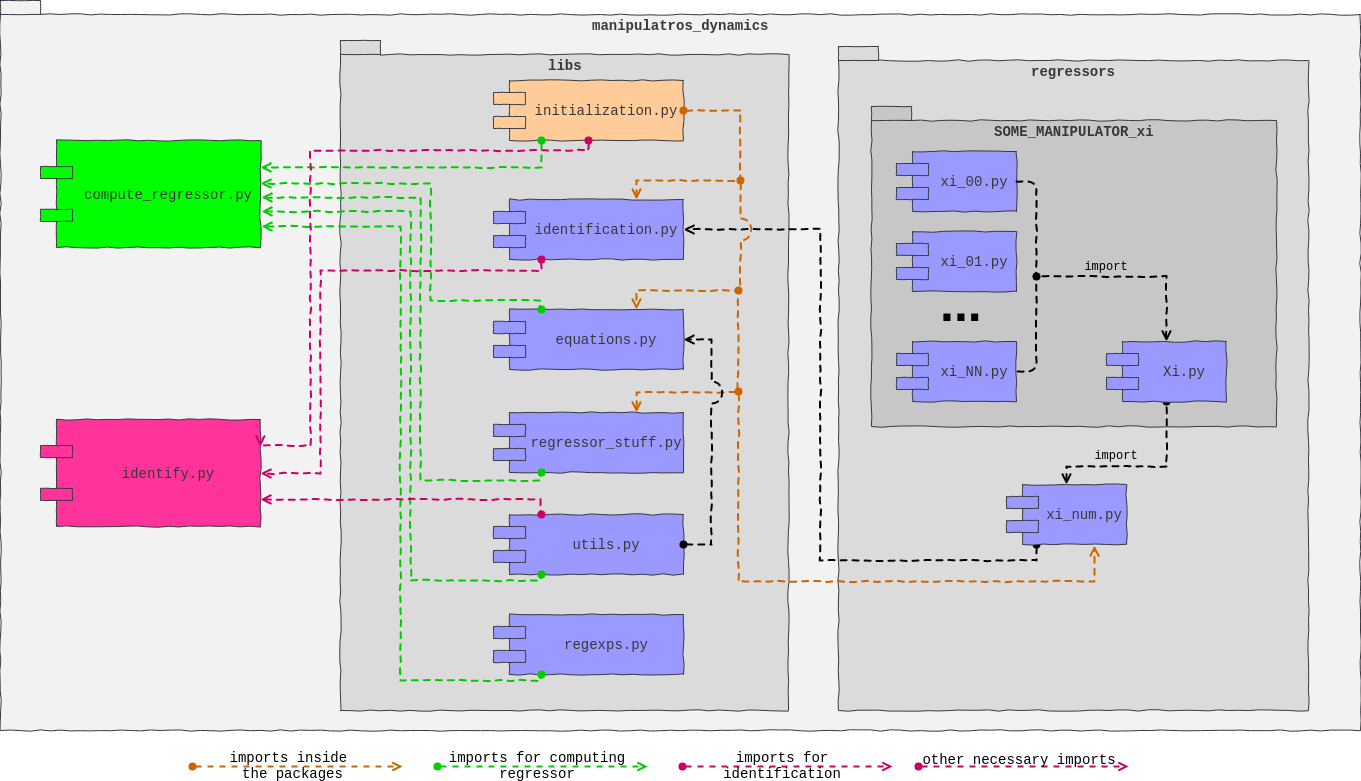 manipulatros_dynamics
libs
initialization.py
identification.py
equations.py
regressor_stuff.py
utils.py
regexps.py
compute_regressor.py
identify.py
regressors
SOME_MANIPULATOR_xi
xi_00.py
xi_01.py
...
xi_NN.py
import
Xi.py
import
xi_num.py
imports inside
the packages
imports for computing
regressor
imports for
identification
other necessary imports